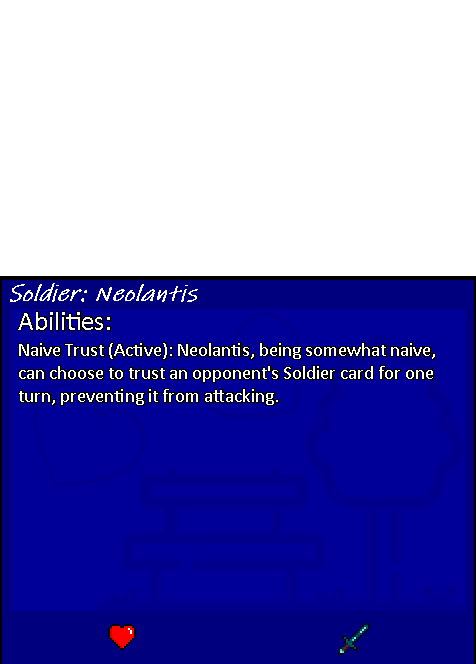 Soldier: Neolantis
Abilities:
Naive Trust (Active): Neolantis, being somewhat naive,
can choose to trust an opponent's Soldier card for one
turn, preventing it from attacking.